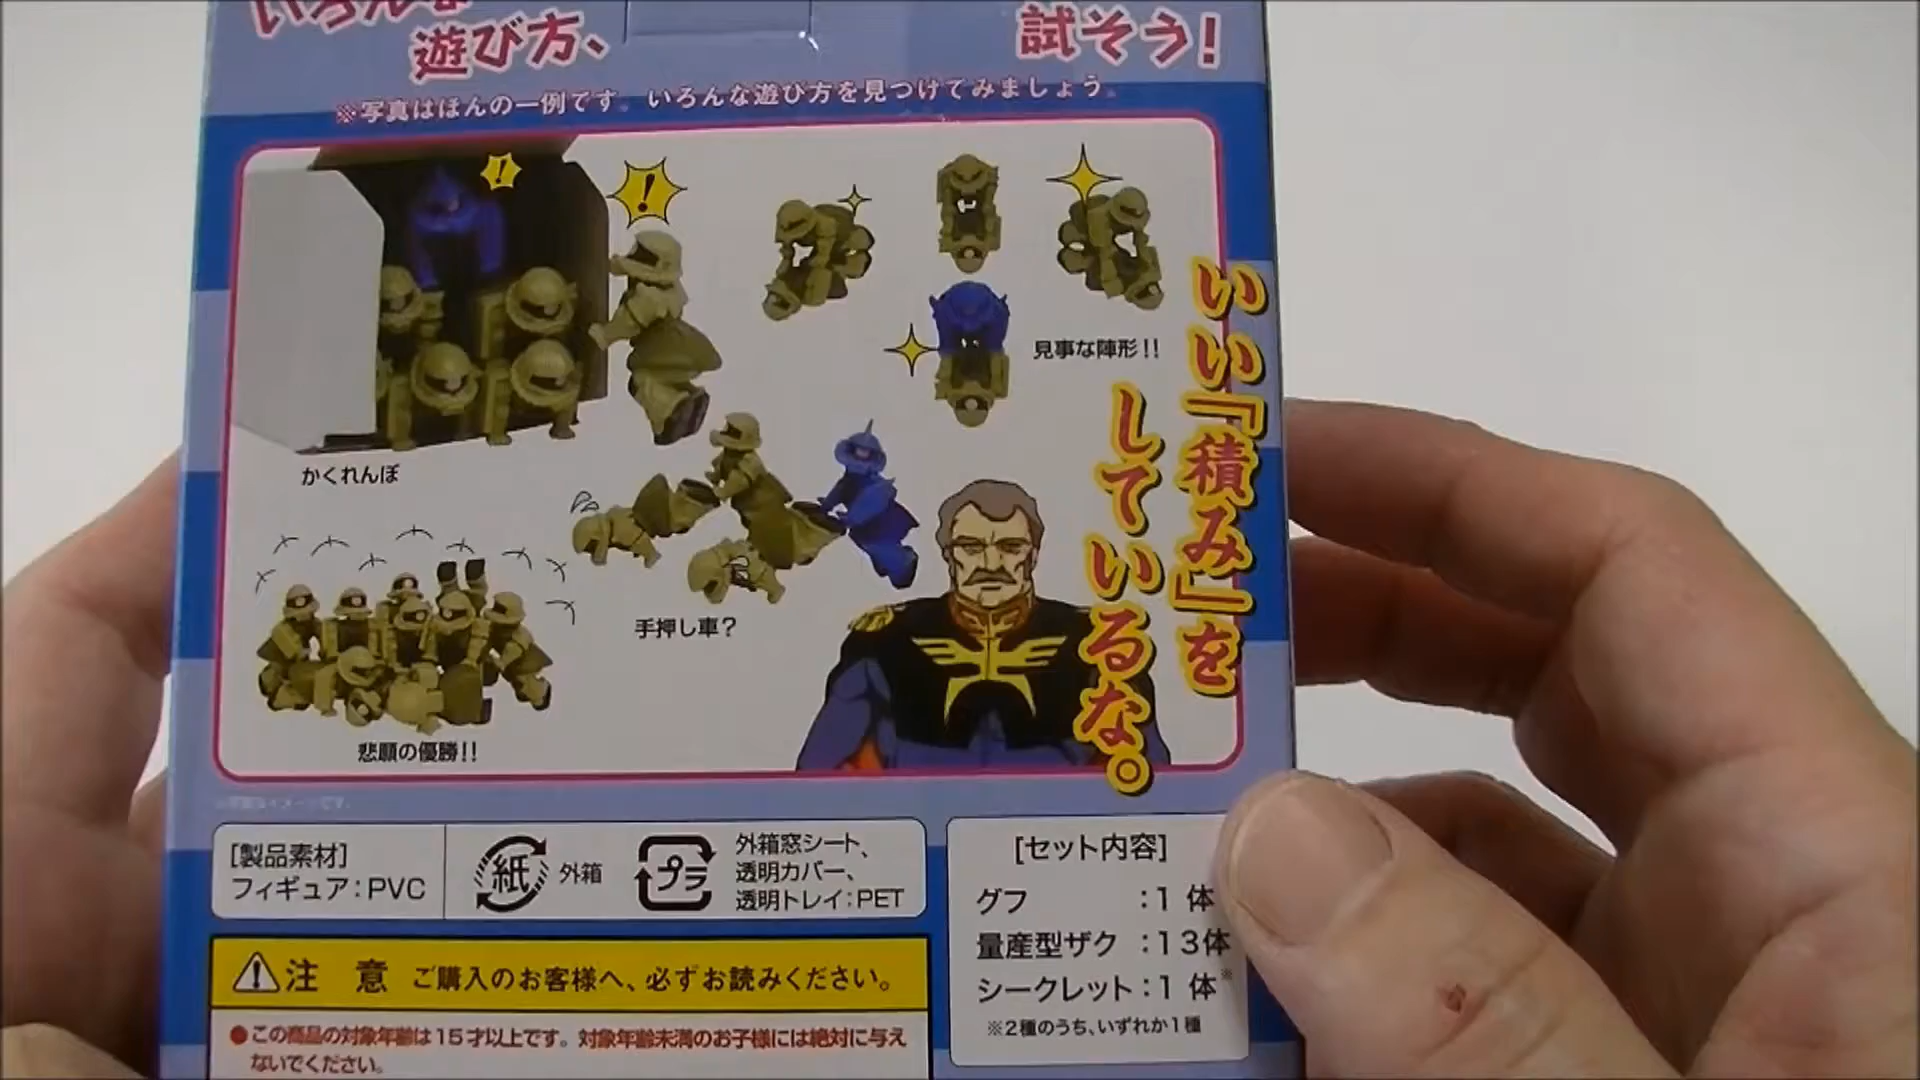 いろんな
遊び方、
試そう!
※写真はほんの一例です。いろんな遊び方を見つけてみましょう。
!
!
見事な陣形!!
かくれんぼ
手押し車?
悲願の優勝!!
いい『積み』を
しているな。
[製品素材]
フィギュア:PVC
紙
外箱
プラ
外箱窓シート、
透明カバー、
透明トレイ:PET
[セット内容]
グフ :1 体
量産型ザク :13体
シークレット:1 体※
※2種のうち、いずれか1種
注 意 ご購入のお客様へ、必ずお読みください。
●この商品の対象年齢は15才以上です。対象年齢未満のお子様には絶対に与え
ないでください。